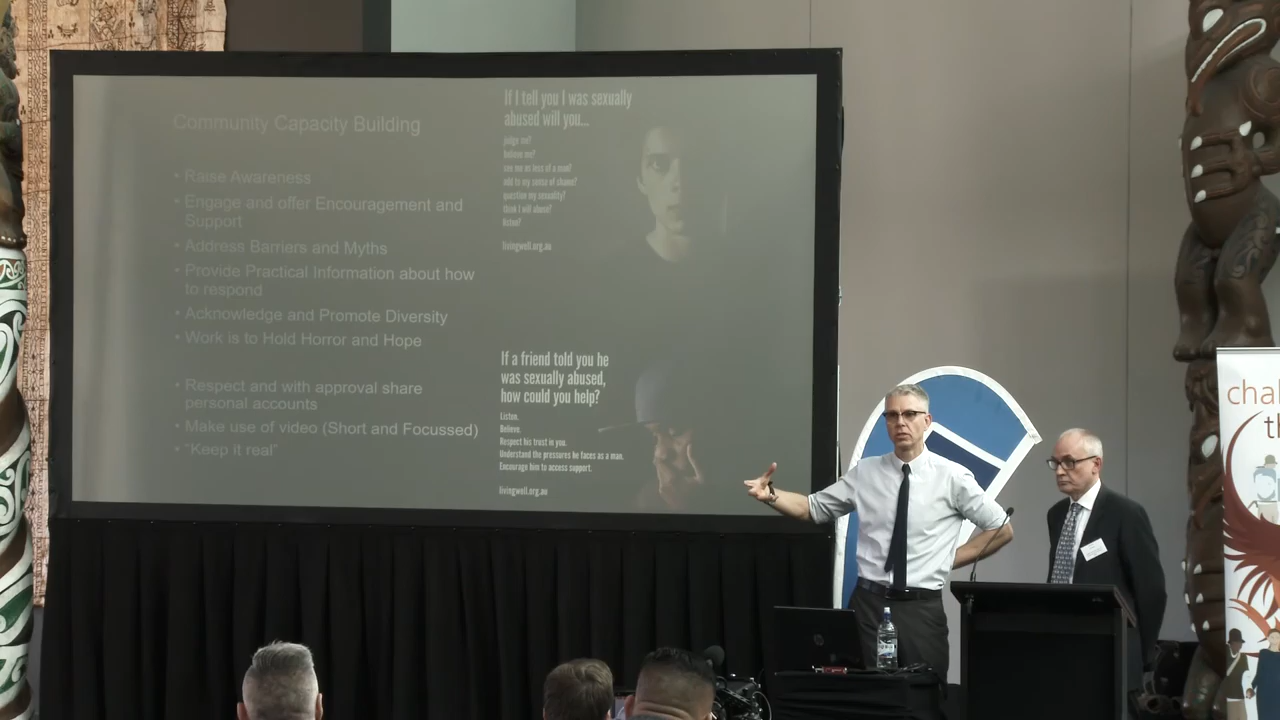 Community Capacity Building
• Raise Awareness
• Engage and offer Encouragement and
Support
• Address Barriers and Myths
• Provide Practical Information about how
to respond
• Acknowledge and Promote Diversity
• Work is to Hold Horror and Hope
• Respect and with approval share
personal accounts
• Make use of video (Short and Focussed)
• "Keep it real"
If I tell you I was sexually
abused will you...
judge me?
believe me?
see me as less of a man?
add to my sense of shame?
question my sexuality?
think I will abuse?
listen?
livingwell.org.au
If a friend told you he
was sexually abused,
how could you help?
Listen.
Believe.
Respect his trust in you.
Understand the pressures he faces as a man.
Encourage him to access support.
livingwell.org.au